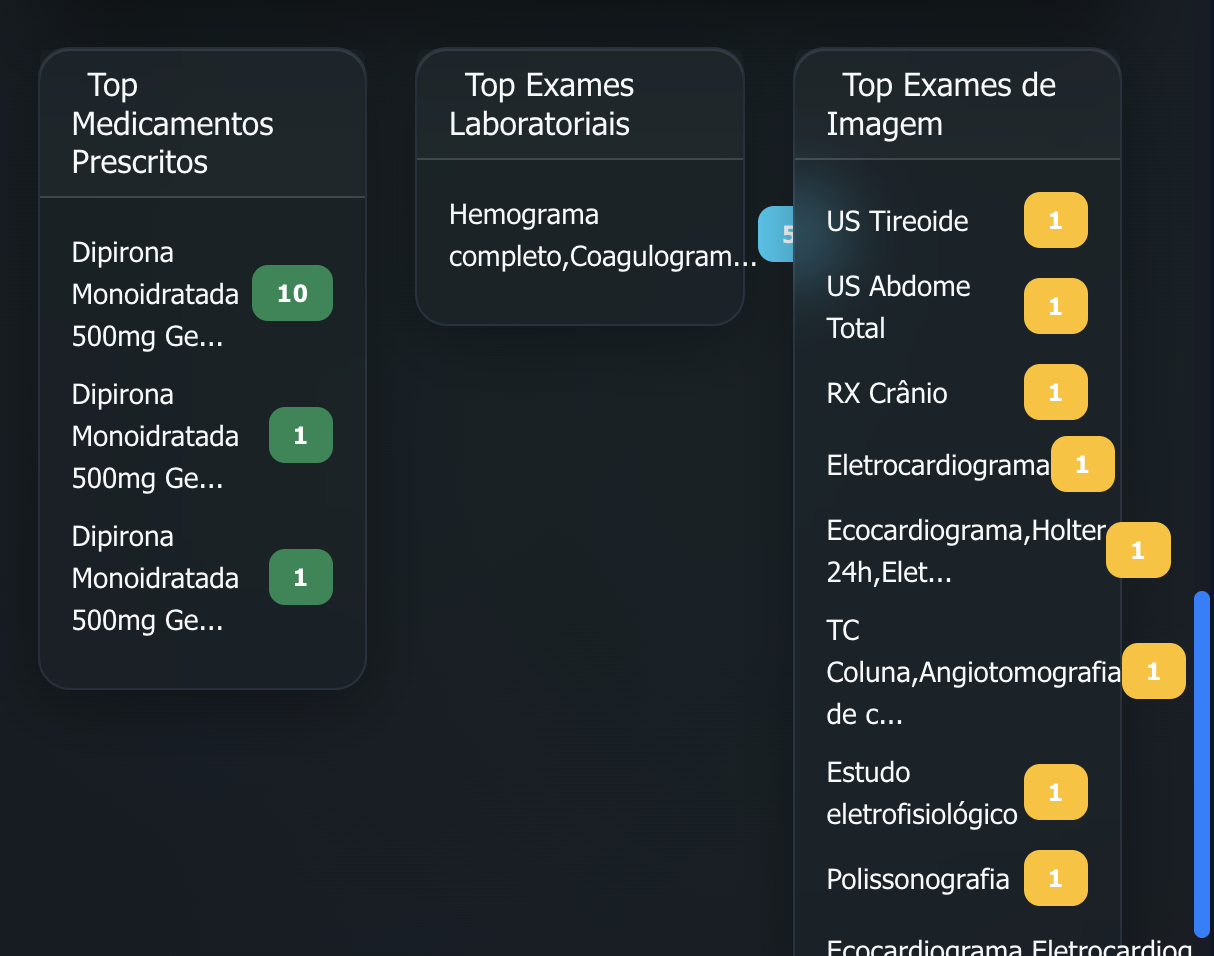 Top
Medicamentos
Prescritos
Dipirona
Monoidratada
500mg Ge...
10
Dipirona
Monoidratada
500mg Ge...
1
Dipirona
Monoidratada
500mg Ge...
1
Top Exames
Laboratoriais
Hemograma
completo,Coagulogram...
5
Top Exames de
Imagem
US Tireoide
1
US Abdome
Total
1
RX Crânio
1
Eletrocardiograma
1
Ecocardiograma,Holter
24h,Elet...
1
TC
Coluna,Angiotomografia
de c...
1
Estudo
eletrofisiológico
1
Polissonografia
1
Ecocardiograma,Eletrocardiog